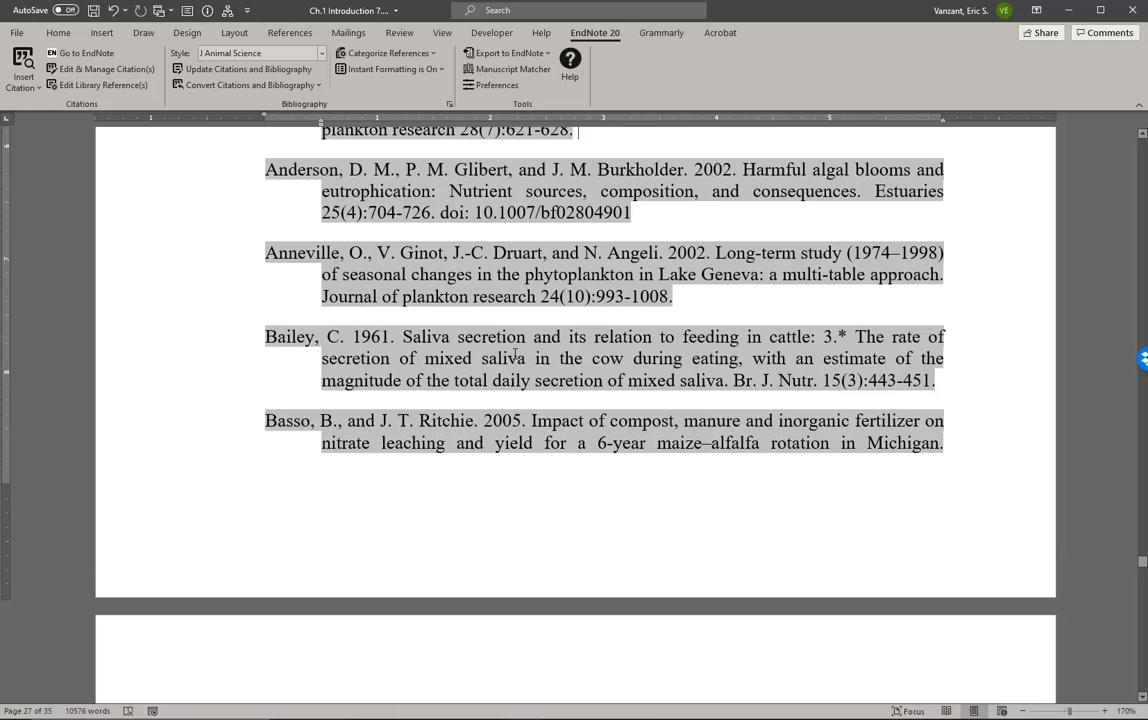 AutoSave Off Ch.1 Introduction 7.... Search Vanzant, Eric S. VE
File Home Insert Draw Design Layout References Mailings Review View Developer Help EndNote 20 Grammarly Acrobat Share Comments
Insert Citation
EN Go to EndNote
Edit & Manage Citation(s)
Edit Library Reference(s)
Citations
Style: J Animal Science
Update Citations and Bibliography
Convert Citations and Bibliography
Categorize References
Instant Formatting is On
Bibliography
Export to EndNote
Manuscript Matcher
Preferences
Help
Tools
1 1 2 3 4 5
6
7
8
plankton research 28(7):621-628.
Anderson, D. M., P. M. Glibert, and J. M. Burkholder. 2002. Harmful algal blooms and
eutrophication: Nutrient sources, composition, and consequences. Estuaries
25(4):704-726. doi: 10.1007/bf02804901
Anneville, O., V. Ginot, J.-C. Druart, and N. Angeli. 2002. Long-term study (1974–1998)
of seasonal changes in the phytoplankton in Lake Geneva: a multi-table approach.
Journal of plankton research 24(10):993-1008.
Bailey, C. 1961. Saliva secretion and its relation to feeding in cattle: 3.* The rate of
secretion of mixed saliva in the cow during eating, with an estimate of the
magnitude of the total daily secretion of mixed saliva. Br. J. Nutr. 15(3):443-451.
Basso, B., and J. T. Ritchie. 2005. Impact of compost, manure and inorganic fertilizer on
nitrate leaching and yield for a 6-year maize–alfalfa rotation in Michigan.
Page 27 of 35 10576 words Focus 170%